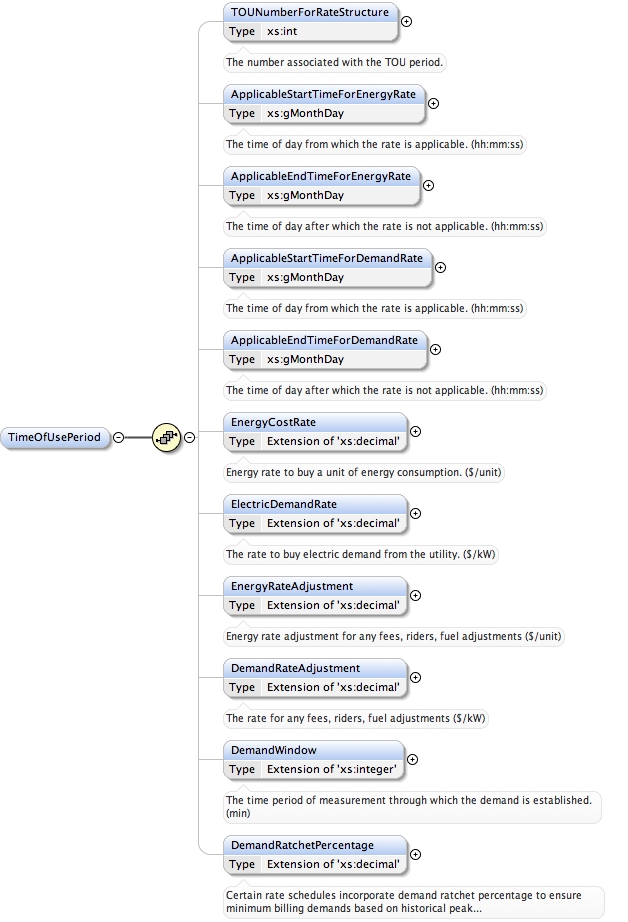 TOUNumberForRateStructure
Type xs:int
The number associated with the TOU period.
ApplicableStartTimeForEnergyRate
Type xs:gMonthDay
The time of day from which the rate is applicable. (hh:mm:ss)
ApplicableEndTimeForEnergyRate
Type xs:gMonthDay
The time of day after which the rate is not applicable. (hh:mm:ss)
ApplicableStartTimeForDemandRate
Type xs:gMonthDay
The time of day from which the rate is applicable. (hh:mm:ss)
ApplicableEndTimeForDemandRate
Type xs:gMonthDay
The time of day after which the rate is not applicable. (hh:mm:ss)
TimeOfUsePeriod
EnergyCostRate
Type Extension of 'xs:decimal'
Energy rate to buy a unit of energy consumption. ($/unit)
ElectricDemandRate
Type Extension of 'xs:decimal'
The rate to buy electric demand from the utility. ($/kW)
EnergyRateAdjustment
Type Extension of 'xs:decimal'
Energy rate adjustment for any fees, riders, fuel adjustments ($/unit)
DemandRateAdjustment
Type Extension of 'xs:decimal'
The rate for any fees, riders, fuel adjustments ($/kW)
DemandWindow
Type Extension of 'xs:integer'
The time period of measurement through which the demand is established.
(min)
DemandRatchetPercentage
Type Extension of 'xs:decimal'
Certain rate schedules incorporate demand ratchet percentage to ensure
minimum billing demands based on historical peak...